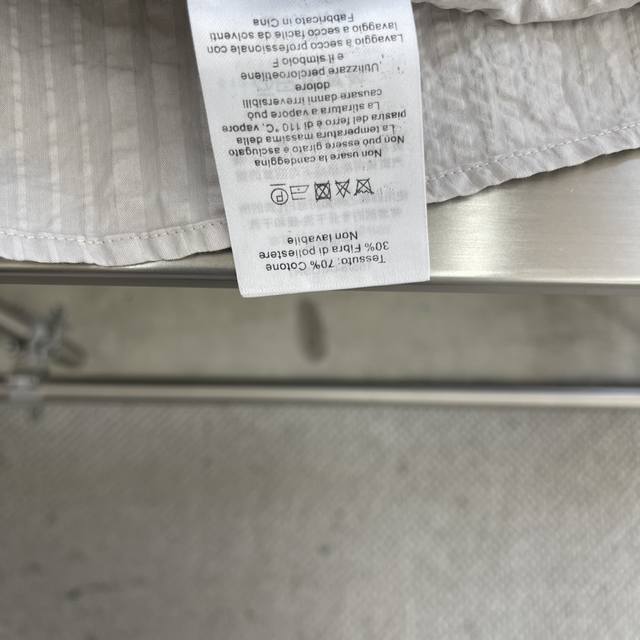 Tessuto: 70% Cotone
30% Fibra di poliestere
Non lavabile
Non usare la candeggina
Non può essere girato e asciugato
La temperatura massima della
piastra del ferro è di 110 °C, vapore
La stiratura a vapore può
causare danni irreversibili
dolore
Utilizzare percloroetilene
e il simbolo F
Lavaggio a secco professionale con
lavaggio a secco facile da solventi
Fabbricato in Cina